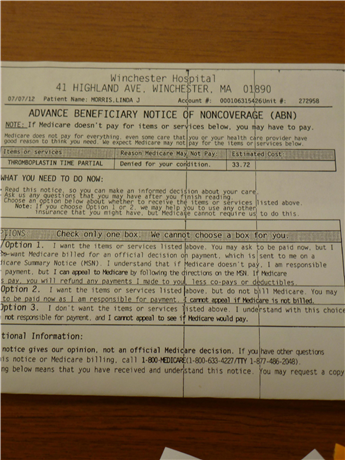 Winchester Hospital
41 HIGHLAND AVE, WINCHESTER, MA 01890
07/07/12 Patient Name: MORRIS,LINDA J Account #: 000106315426Unit #: 272958
ADVANCE BENEFICIARY NOTICE OF NONCOVERAGE (ABN)
NOTE: If Medicare doesn't pay for items or services below, you may have to pay.
Medicare does not pay for everything, even some care that you or your health care provider have
good reason to think you need. We expect Medicare may not pay for the items or services below.
Items or services Reason Medicare May Not Pay Estimated Cost
THROMBOPLASTIN TIME PARTIAL Denied for your condition. 33.72
WHAT YOU NEED TO DO NOW:
Read this notice, so you can make an informed decision about your care.
Ask us any questions that you may have after you finish reading.
Choose an option below about whether to receive the items or services listed above.
Note: If you choose Option 1 or 2, we may help you to use any other
insurance that you might have, but Medicare cannot require us to do this.
TIONS Check only one box. We cannot choose a box for you.
Option 1. I want the items or services listed above. You may ask to be paid now, but I
want Medicare billed for an official decision on payment, which is sent to me on a
icare Summary Notice (MSN). I understand that if Medicare doesn't pay, I am responsible
payment, but I can appeal to Medicare by following the directions on the MSN. If Medicare
s pay, you will refund any payments I made to you, less co-pays or deductibles.
Option 2. I want the items or services listed above, but do not bill Medicare. You may
to be paid now as I am responsible for payment. I cannot appeal if Medicare is not billed.
Option 3. I don't want the items or services listed above. I understand with this choice
not responsible for payment, and I cannot appeal to see if Medicare would pay.
tional Information:
notice gives our opinion, not an official Medicare decision. If you have other questions
is notice or Medicare billing, call 1-800-MEDICARE(1-800-633-4227/TTY 1-877-486-2048).
ng below means that you have received and understand this notice. You may request a copy